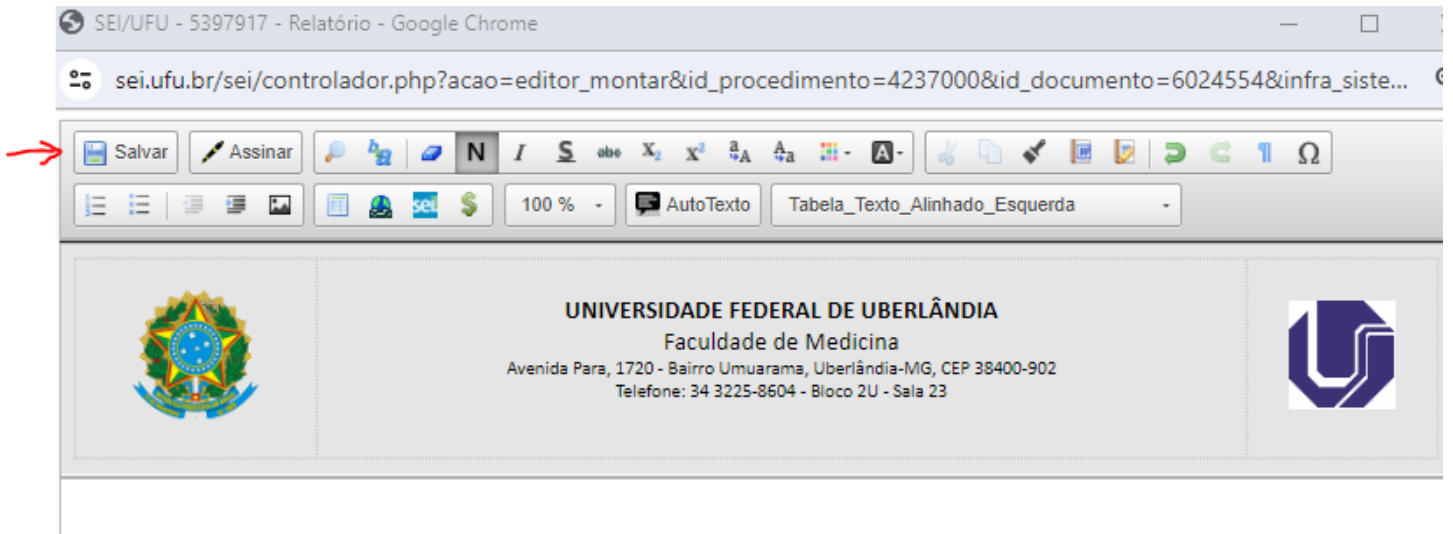 SEI/UFU - 5397917 - Relatório - Google Chrome
sei.ufu.br/sei/controlador.php?acao=editor_montar&id_procedimento=4237000&id_documento=6024554&infra_siste...
Salvar Assinar N I S abc X₂ X² a A A a A Ω
sei $ 100 % AutoTexto Tabela_Texto_Alinhado_Esquerda
UNIVERSIDADE FEDERAL DE UBERLÂNDIA
Faculdade de Medicina
Avenida Para, 1720 - Bairro Umuarama, Uberlândia-MG, CEP 38400-902
Telefone: 34 3225-8604 - Bloco 2U - Sala 23